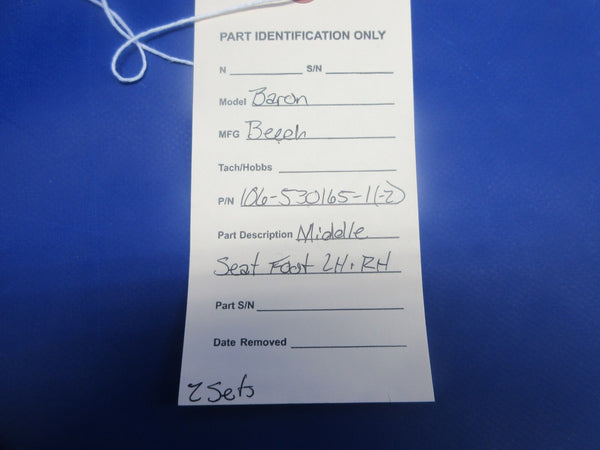 PART IDENTIFICATION ONLY
N S/N
Model Baron
MFG Beech
Tach/Hobbs
P/N 106-530165-1(-2)
Part Description Middle
Seat Foot LH, RH
Part S/N
Date Removed
2 Sets